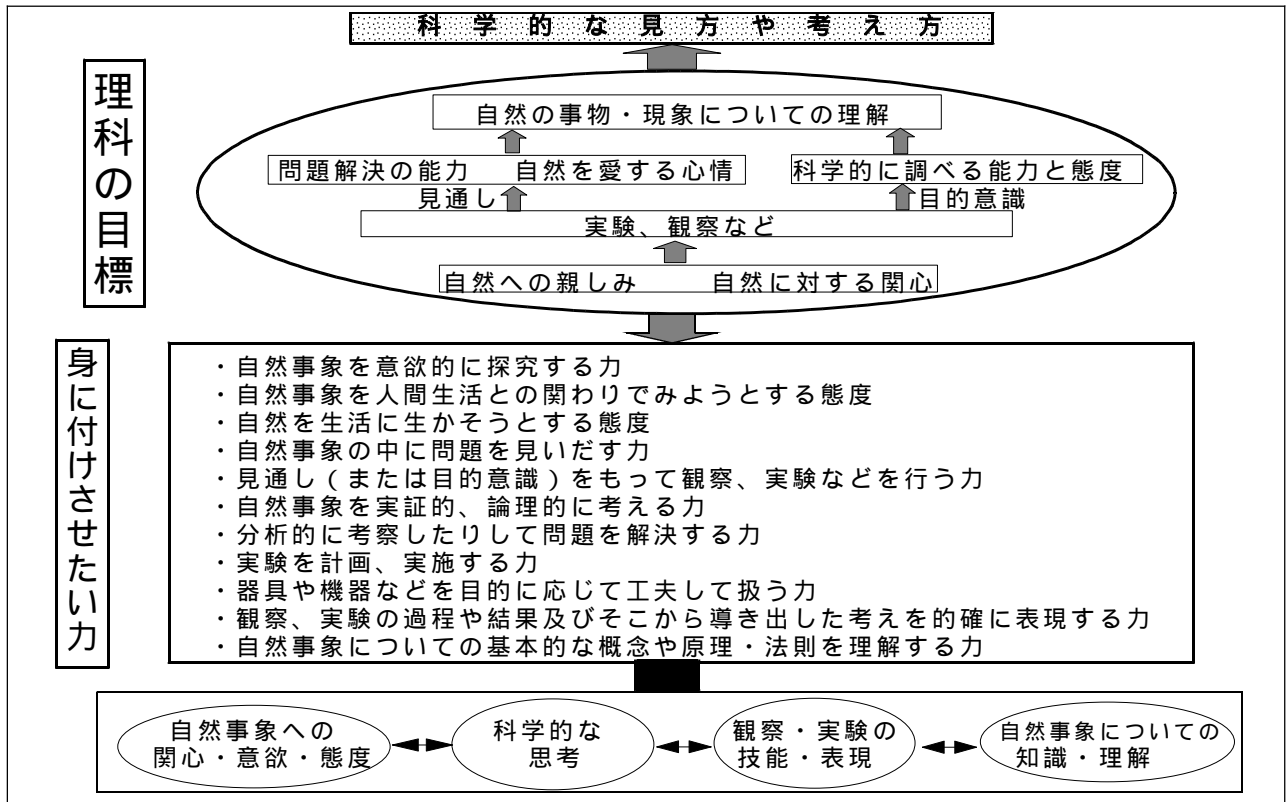 科学的な見方や考え方
理科の目標
自然の事物・現象についての理解
問題解決の能力 自然を愛する心情
科学的に調べる能力と態度
見通し
目的意識
実験、観察など
自然への親しみ 自然に対する関心
身に付けさせたい力
・自然事象を意欲的に探究する力
・自然事象を人間生活との関わりでみようとする態度
・自然を生活に生かそうとする態度
・自然事象の中に問題を見いだす力
・見通し（または目的意識）をもって観察、実験などを行う力
・自然事象を実証的、論理的に考える力
・分析的に考察したりして問題を解決する力
・実験を計画、実施する力
・器具や機器などを目的に応じて工夫して扱う力
・観察、実験の過程や結果及びそこから導き出した考えを的確に表現する力
・自然事象についての基本的な概念や原理・法則を理解する力
自然事象への
関心・意欲・態度
科学的な
思考
観察・実験の
技能・表現
自然事象についての
知識・理解